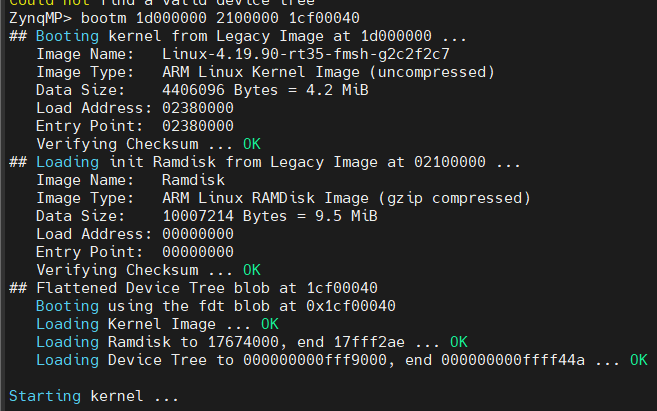 Could not find a valid device tree
ZynqMP> bootm 1d000000 2100000 1cf00040
## Booting kernel from Legacy Image at 1d000000 ...
   Image Name:   Linux-4.19.90-rt35-fmsh-g2c2f2c7
   Image Type:   ARM Linux Kernel Image (uncompressed)
   Data Size:    4406096 Bytes = 4.2 MiB
   Load Address: 02380000
   Entry Point:  02380000
   Verifying Checksum ... OK
## Loading init Ramdisk from Legacy Image at 02100000 ...
   Image Name:   Ramdisk
   Image Type:   ARM Linux RAMDisk Image (gzip compressed)
   Data Size:    10007214 Bytes = 9.5 MiB
   Load Address: 00000000
   Entry Point:  00000000
   Verifying Checksum ... OK
## Flattened Device Tree blob at 1cf00040
   Booting using the fdt blob at 0x1cf00040
   Loading Kernel Image ... OK
   Loading Ramdisk to 17674000, end 17fff2ae ... OK
   Loading Device Tree to 000000000fff9000, end 000000000ffff44a ... OK

Starting kernel ...